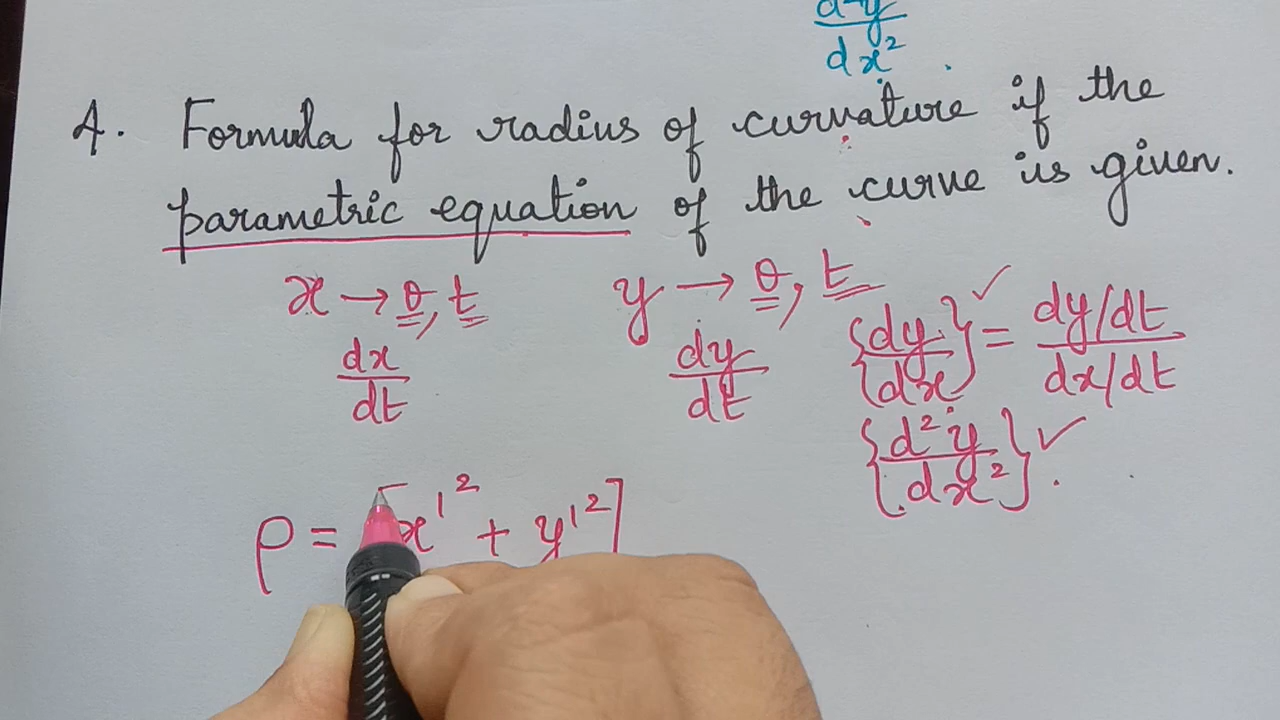 d²y
dx²
4. Formula for radius of curvature if the
parametric equation of the curve is given.
x → θ, t y → θ, t
dx/dt dy/dt {dy/dx} ✓ = dy/dt / dx/dt
{d²y/dx²} ✓.
ρ = [x'² + y'²]